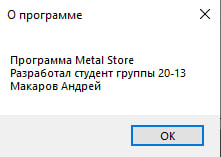 О программе
Программа Metal Store
Разработал студент группы 20-13
Макаров Андрей
OK